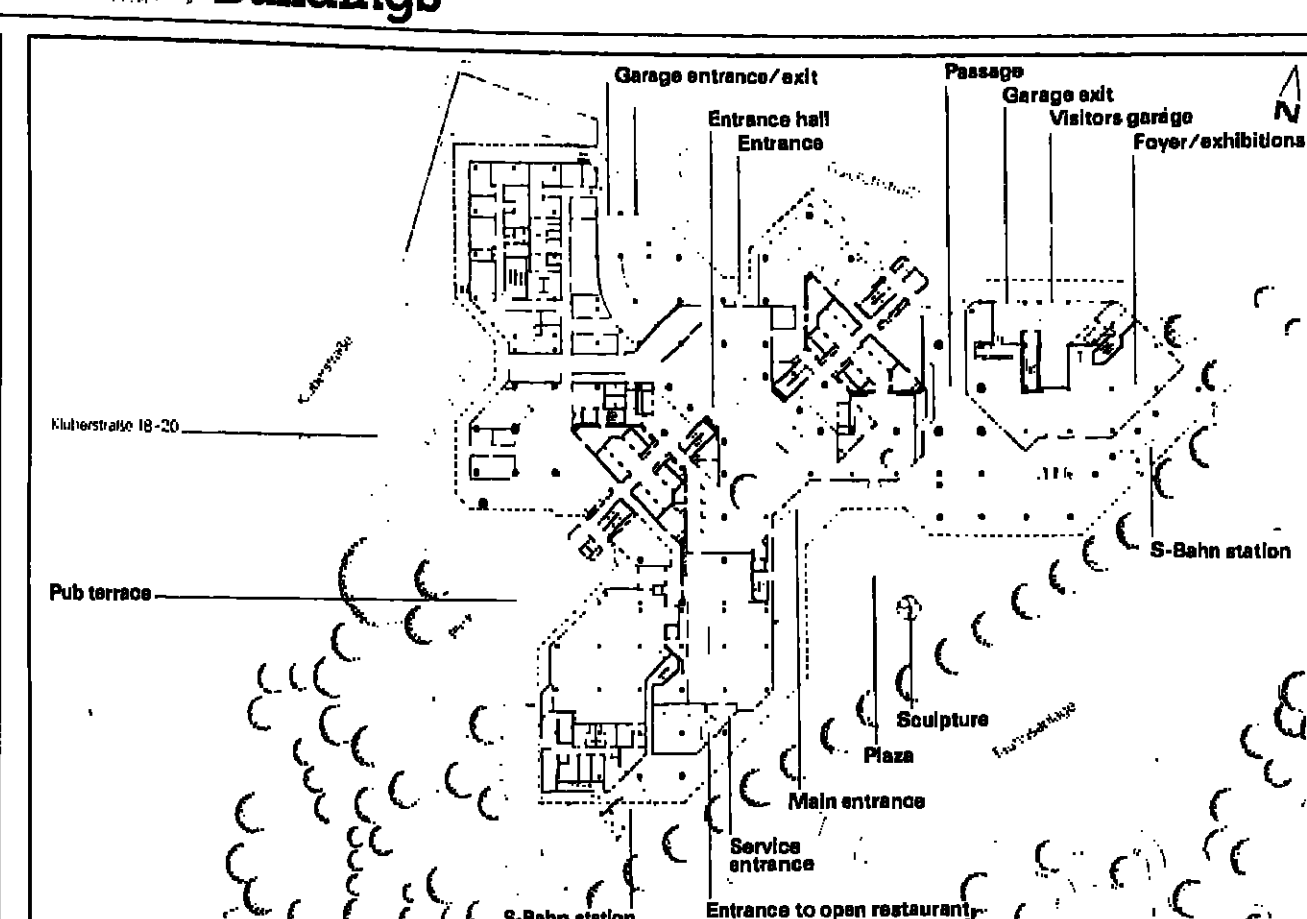 Buildings
Garage entrance/exit
Passage
Garage exit
Entrance hall
Visitors garage
Entrance
Foyer/exhibitions
N
Kluberstraße 18-20
S-Bahn station
Pub terrace
Sculpture
Plaza
Main entrance
Service
entrance
S-Bahn station
Entrance to open restaurant